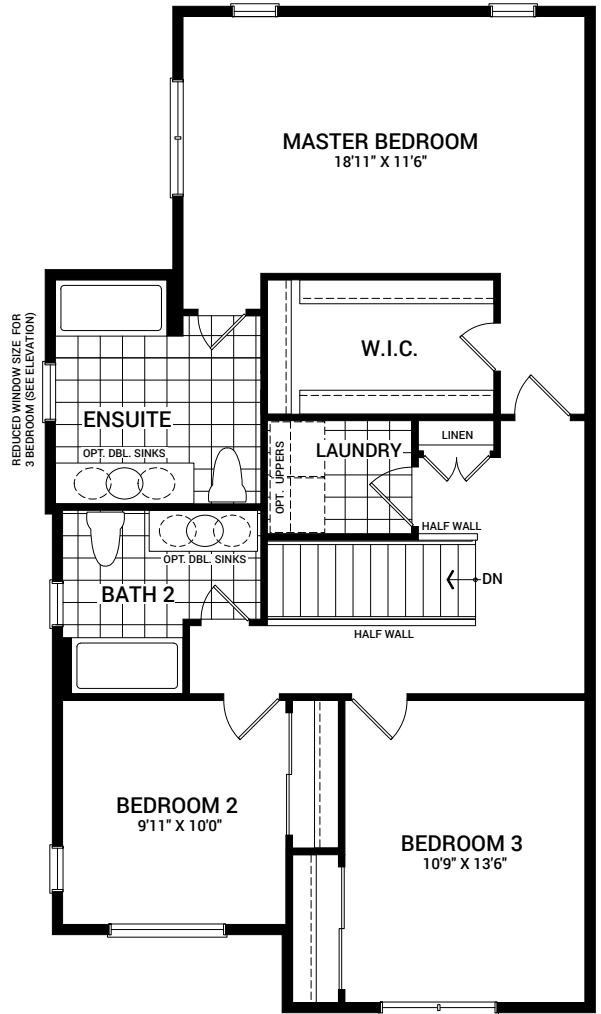 MASTER BEDROOM
18'11" X 11'6"
REDUCED WINDOW SIZE FOR
3 BEDROOM (SEE ELEVATION)
W.I.C.
ENSUITE
OPT. DBL. SINKS
OPT. UPPERS
LAUNDRY
LINEN
HALF WALL
OPT. DBL. SINKS
BATH 2
DN
HALF WALL
BEDROOM 2
9'11" X 10'0"
BEDROOM 3
10'9" X 13'6"